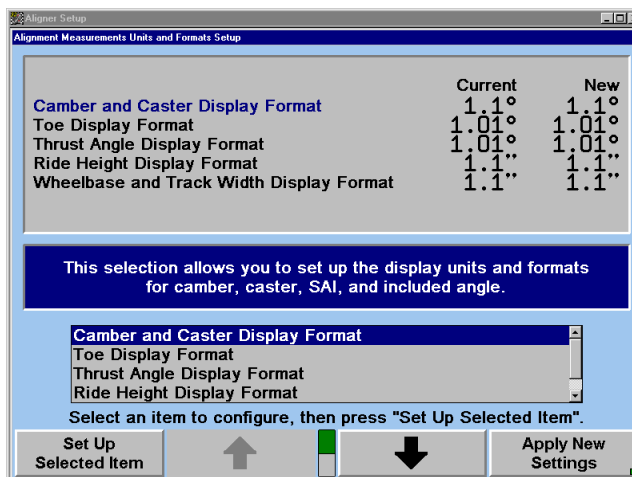 Aligner Setup
Alignment Measurements Units and Formats Setup
Current New
Camber and Caster Display Format 1.1° 1.1°
Toe Display Format 1.01° 1.01°
Thrust Angle Display Format 1.01° 1.01°
Ride Height Display Format 1.1" 1.1"
Wheelbase and Track Width Display Format 1.1" 1.1"
This selection allows you to set up the display units and formats
for camber, caster, SAI, and included angle.
Camber and Caster Display Format
Toe Display Format
Thrust Angle Display Format
Ride Height Display Format
Select an item to configure, then press "Set Up Selected Item".
Set Up
Selected Item
Apply New
Settings